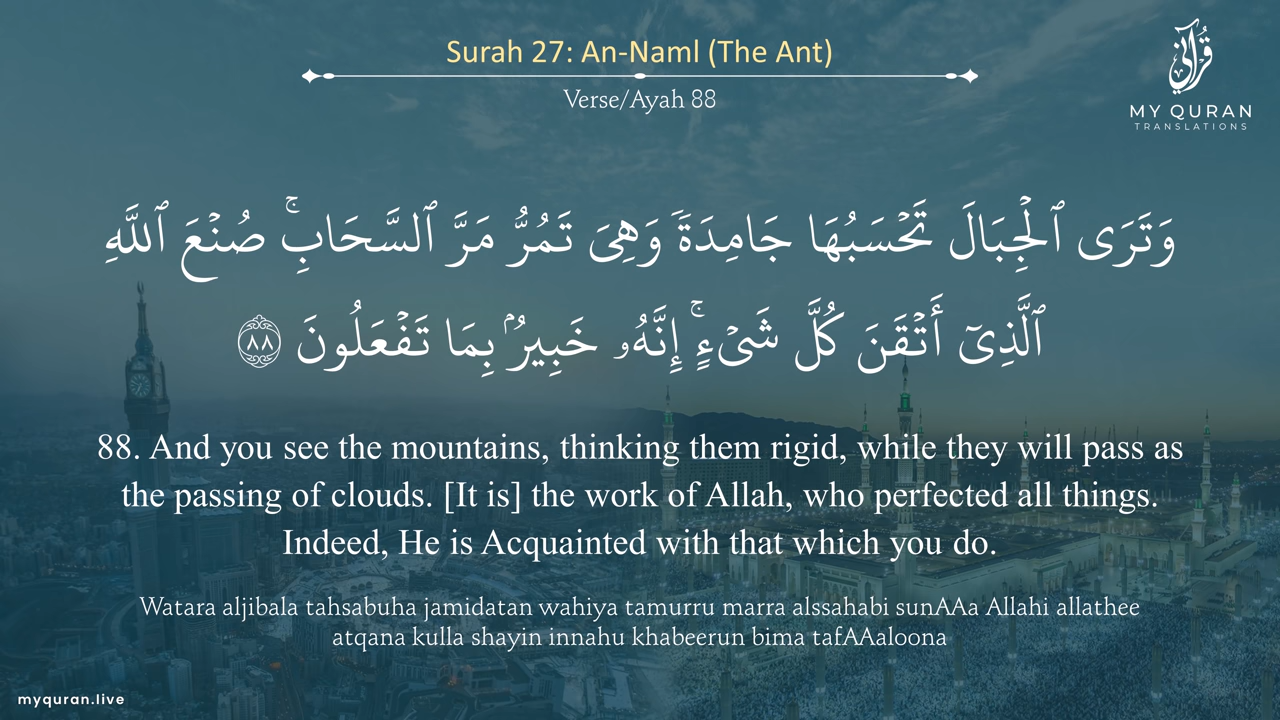 Surah 27: An-Naml (The Ant)
Verse/Ayah 88
قرآني
MY QURAN
TRANSLATIONS
وَتَرَى ٱلْجِبَالَ تَحْسَبُهَا جَامِدَةً وَهِىَ تَمُرُّ مَرَّ ٱلسَّحَابِ ۚ صُنْعَ ٱللَّهِ
ٱلَّذِىٓ أَتْقَنَ كُلَّ شَىْءٍ ۚ إِنَّهُۥ خَبِيرٌۢ بِمَا تَفْعَلُونَ ٨٨
88. And you see the mountains, thinking them rigid, while they will pass as
the passing of clouds. [It is] the work of Allah, who perfected all things.
Indeed, He is Acquainted with that which you do.
Watara aljibala tahsabuha jamidatan wahiya tamurru marra alssahabi sunAAa Allahi allathee
atqana kulla shayin innahu khabeerun bima tafAAaloona
myquran.live